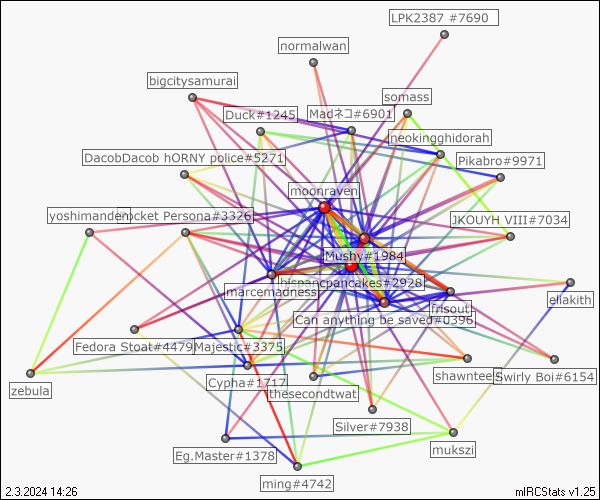 LPK2387 #7690
normalwan
bigcitysamurai
somass
Duck#1245
Madネコ#6901
neokingghidorah
DacobDacob hORNY police#5271
Pikabro#9971
moonraven
yoshimanden
Pocket Persona#3326
JKOUYH VIII#7034
Mushy#1984
hispancpancakes#2928
marcemadness
eliakith
frisout
Can anything be saved#0396
Fedora Stoat#4479
Majestic#3375
shawntee
Swirly Boi#6154
Cypha#1717
zebula
thesecondtwat
Silver#7938
mukszi
Eg.Master#1378
ming#4742
2.3.2024 14:26
mIRCStats v1.25